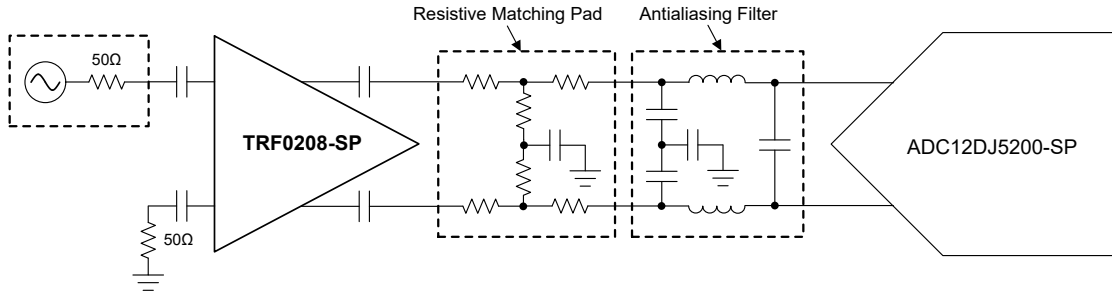 Resistive Matching Pad
Antialiasing Filter
50Ω
TRF0208-SP
ADC12DJ5200-SP
50Ω